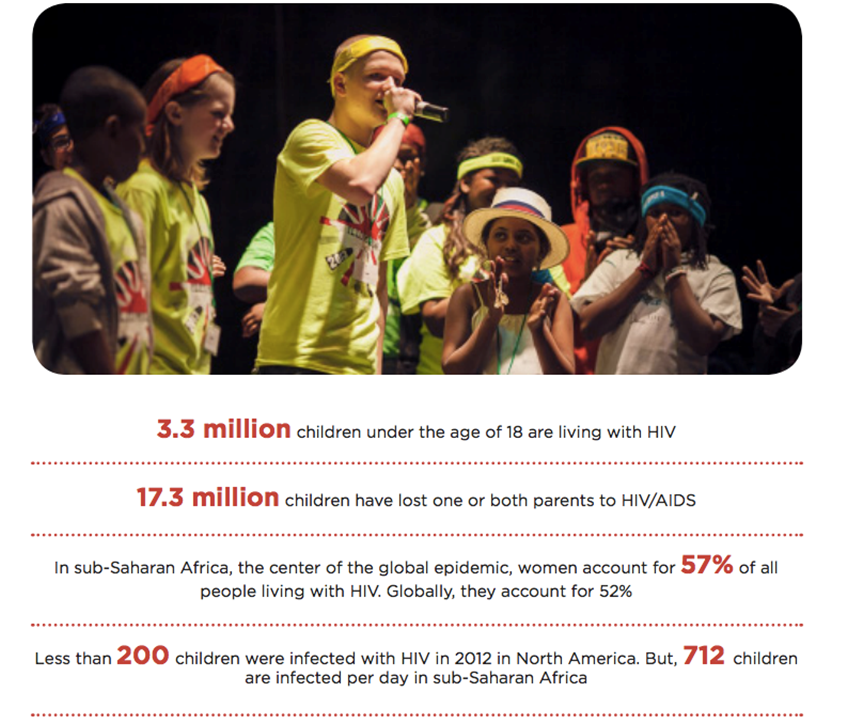 3.3 million children under the age of 18 are living with HIV
17.3 million children have lost one or both parents to HIV/AIDS
In sub-Saharan Africa, the center of the global epidemic, women account for 57% of all
people living with HIV. Globally, they account for 52%
Less than 200 children were infected with HIV in 2012 in North America. But, 712 children
are infected per day in sub-Saharan Africa